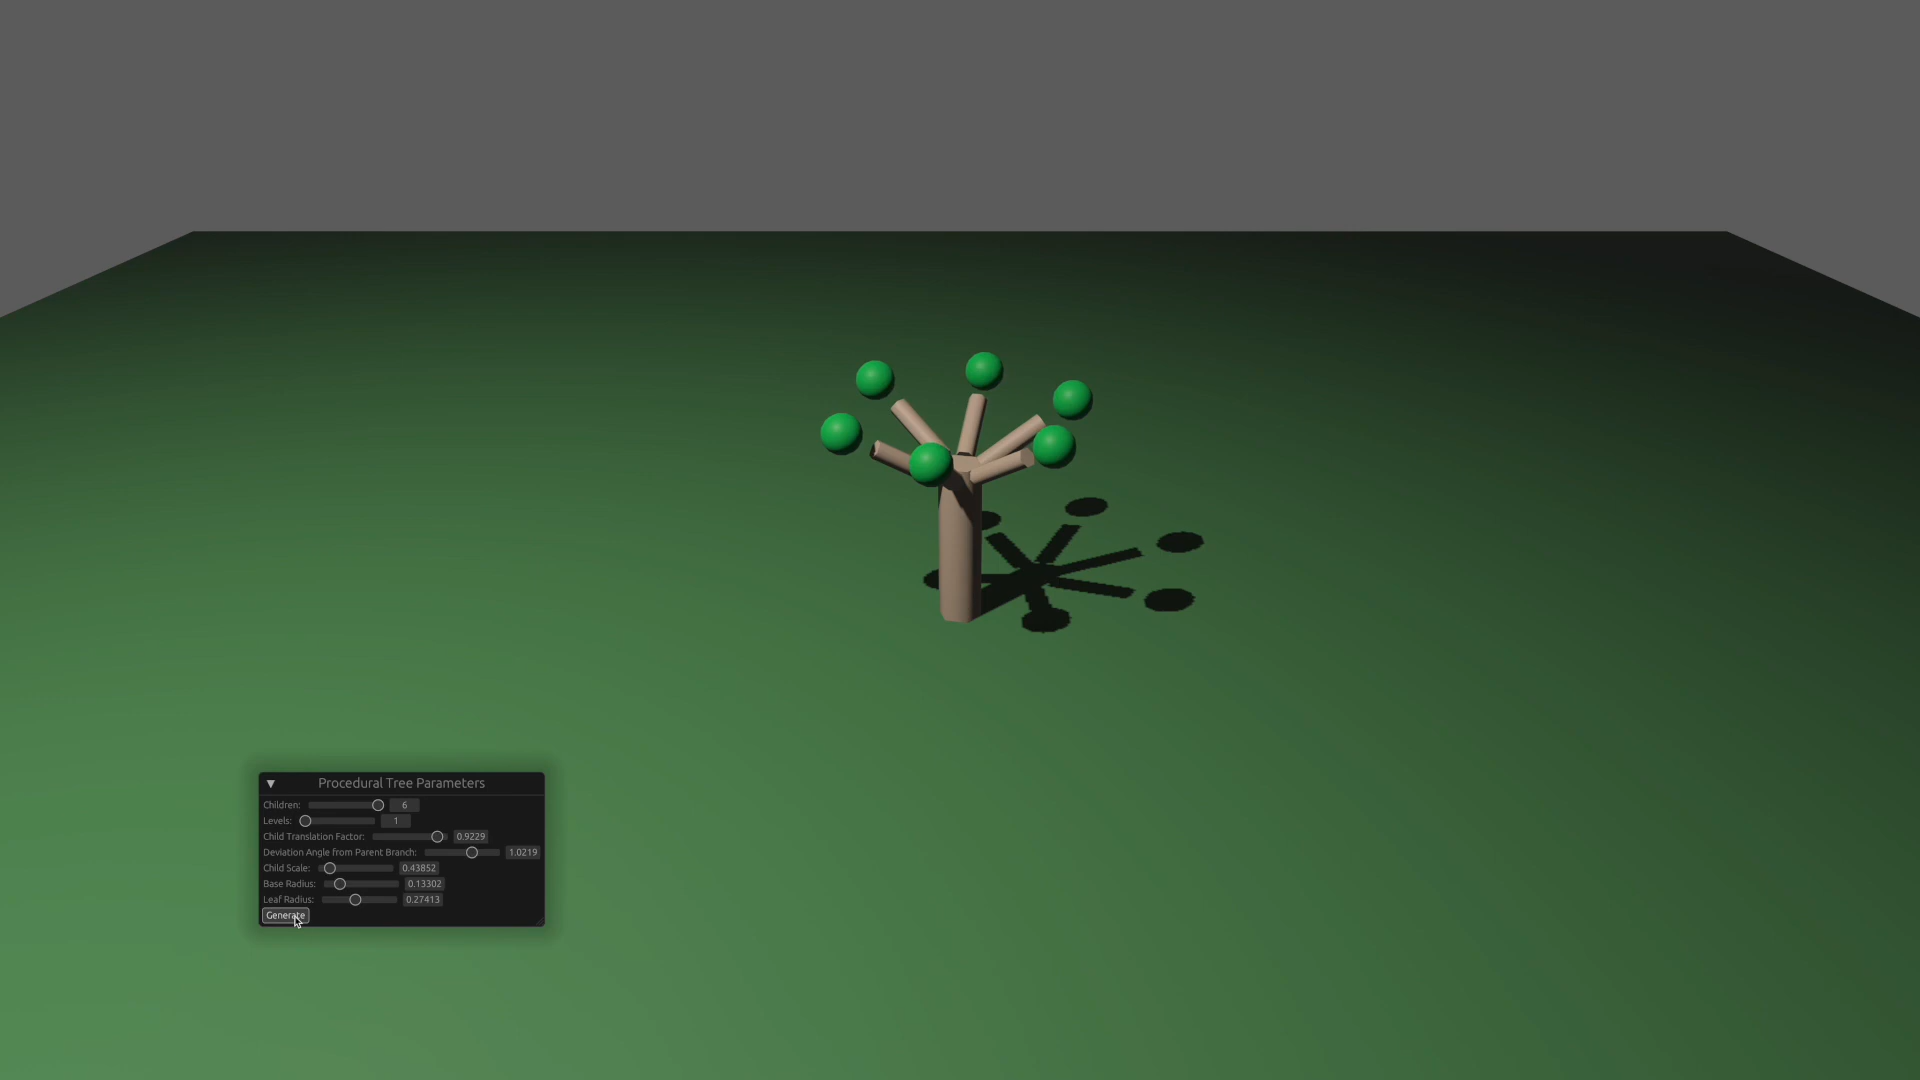 Procedural Tree Parameters
Children: 6
Levels: 1
Child Translation Factor: 0.9229
Deviation Angle from Parent Branch: 1.0219
Child Scale: 0.43852
Base Radius: 0.13302
Leaf Radius: 0.27413
Generate